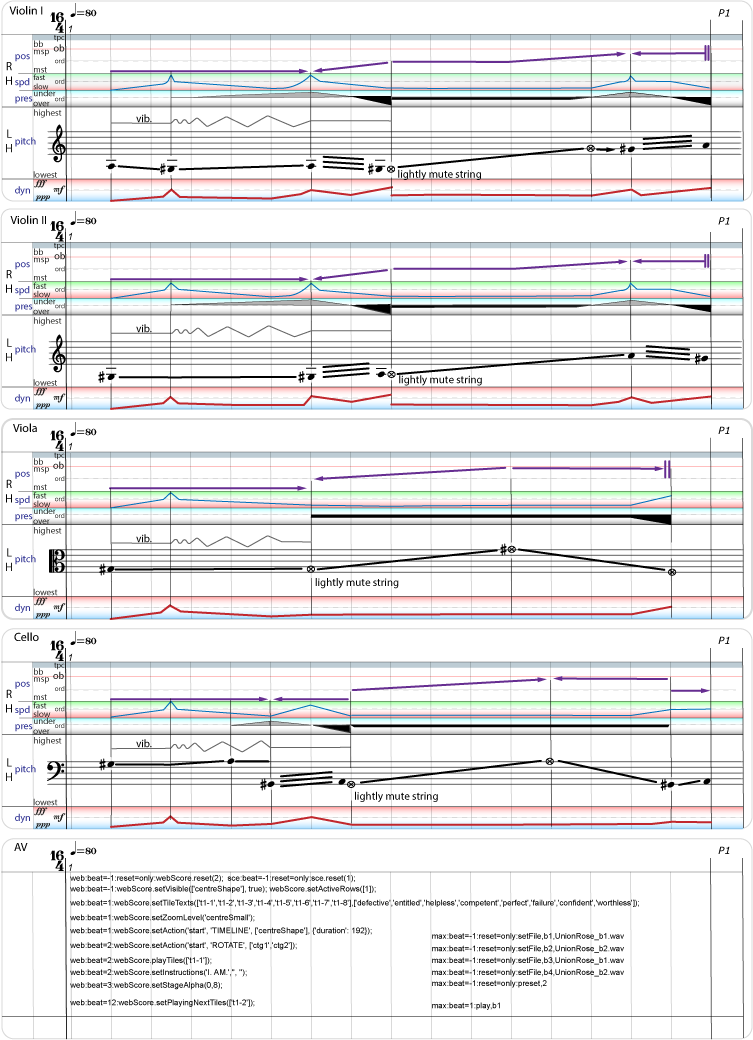 Violin I
16
4
♩=80
P1
1
tpc
bb
msp ob
R pos
ord
mst
H spd fast
ord
slow
pres under
ord
over
highest
vib.
L pitch
H
lowest
lightly mute string
dyn fff
mf
ppp
Violin II
16
4
♩=80
P1
1
tpc
bb
msp ob
R pos
ord
mst
H spd fast
ord
slow
pres under
ord
over
highest
vib.
L pitch
H
lowest
lightly mute string
dyn fff
mf
ppp
Viola
16
4
♩=80
P1
1
tpc
bb
msp ob
R pos
ord
mst
H spd fast
ord
slow
pres under
ord
over
highest
vib.
L pitch
H
lightly mute string
lowest
dyn fff
mf
ppp
Cello
16
4
♩=80
P1
1
tpc
bb
msp ob
R pos
ord
mst
H spd fast
ord
slow
pres under
ord
over
highest
vib.
L pitch
H
lightly mute string
lowest
dyn fff
mf
ppp
AV
16
4
♩=80
P1
1
web:beat=-1:reset=only:webScore.reset(2); sce:beat=-1:reset=only:sce.reset(1);
web:beat=-1:webScore.setVisible(['centreShape'], true); webScore.setActiveRows([1]);
web:beat=1:webScore.setTileTexts(['t1-1','t1-2','t1-3','t1-4','t1-5','t1-6','t1-7','t1-8'],['defective','entitled','helpless','competent','perfect','failure','confident','worthless']);
web:beat=1:webScore.setZoomLevel('centreSmall');
web:beat=1:webScore.setAction('start', 'TIMELINE', ['centreShape'], {'duration': 192});
max:beat=-1:reset=only:setFile,b1,UnionRose_b1.wav
web:beat=2:webScore.setAction('start', 'ROTATE', ['ctg1','ctg2']);
max:beat=-1:reset=only:setFile,b2,UnionRose_b2.wav
web:beat=2:webScore.playTiles(['t1-1']);
max:beat=-1:reset=only:setFile,b3,UnionRose_b1.wav
web:beat=2:webScore.setInstructions('I. AM.','', '');
max:beat=-1:reset=only:setFile,b4,UnionRose_b2.wav
web:beat=3:webScore.setStageAlpha(0,8);
max:beat=-1:reset=only:preset,2
web:beat=12:webScore.setPlayingNextTiles(['t1-2']);
max:beat=1:play,b1